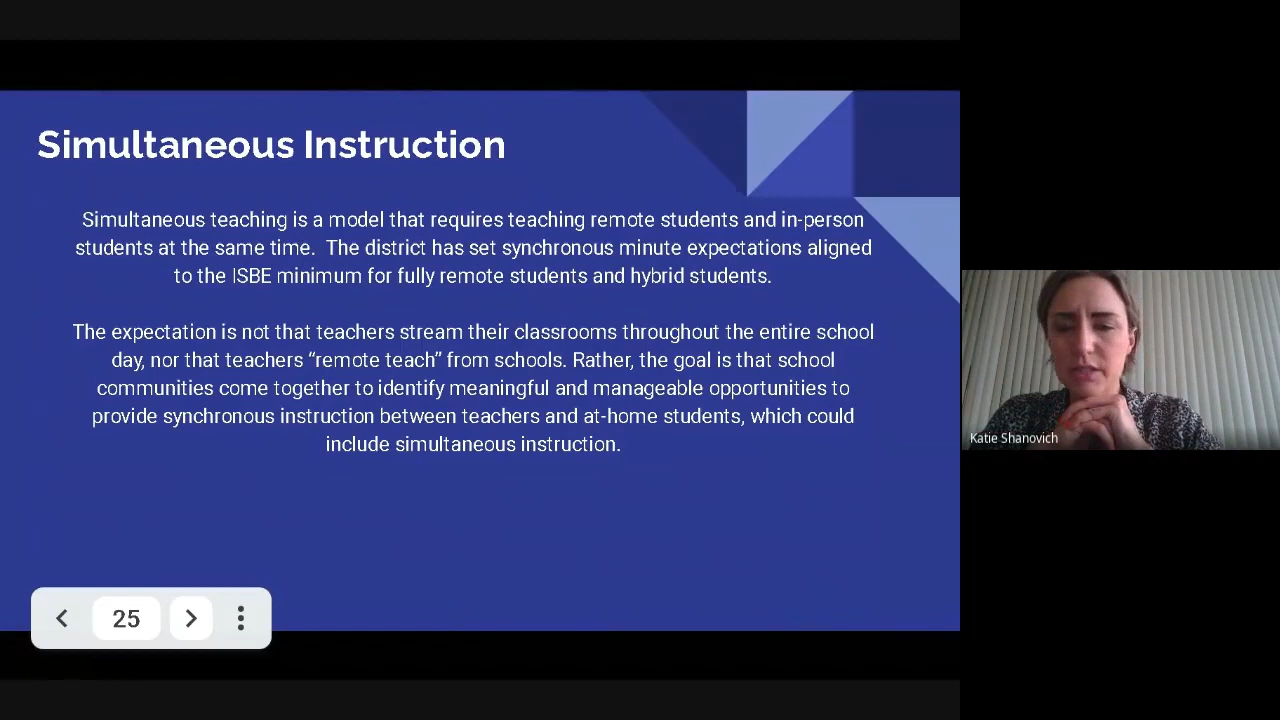 Simultaneous Instruction
Simultaneous teaching is a model that requires teaching remote students and in-person
students at the same time.  The district has set synchronous minute expectations aligned
to the ISBE minimum for fully remote students and hybrid students.
The expectation is not that teachers stream their classrooms throughout the entire school
day, nor that teachers “remote teach” from schools. Rather, the goal is that school
communities come together to identify meaningful and manageable opportunities to
provide synchronous instruction between teachers and at-home students, which could
include simultaneous instruction.
Katie Shanovich
25